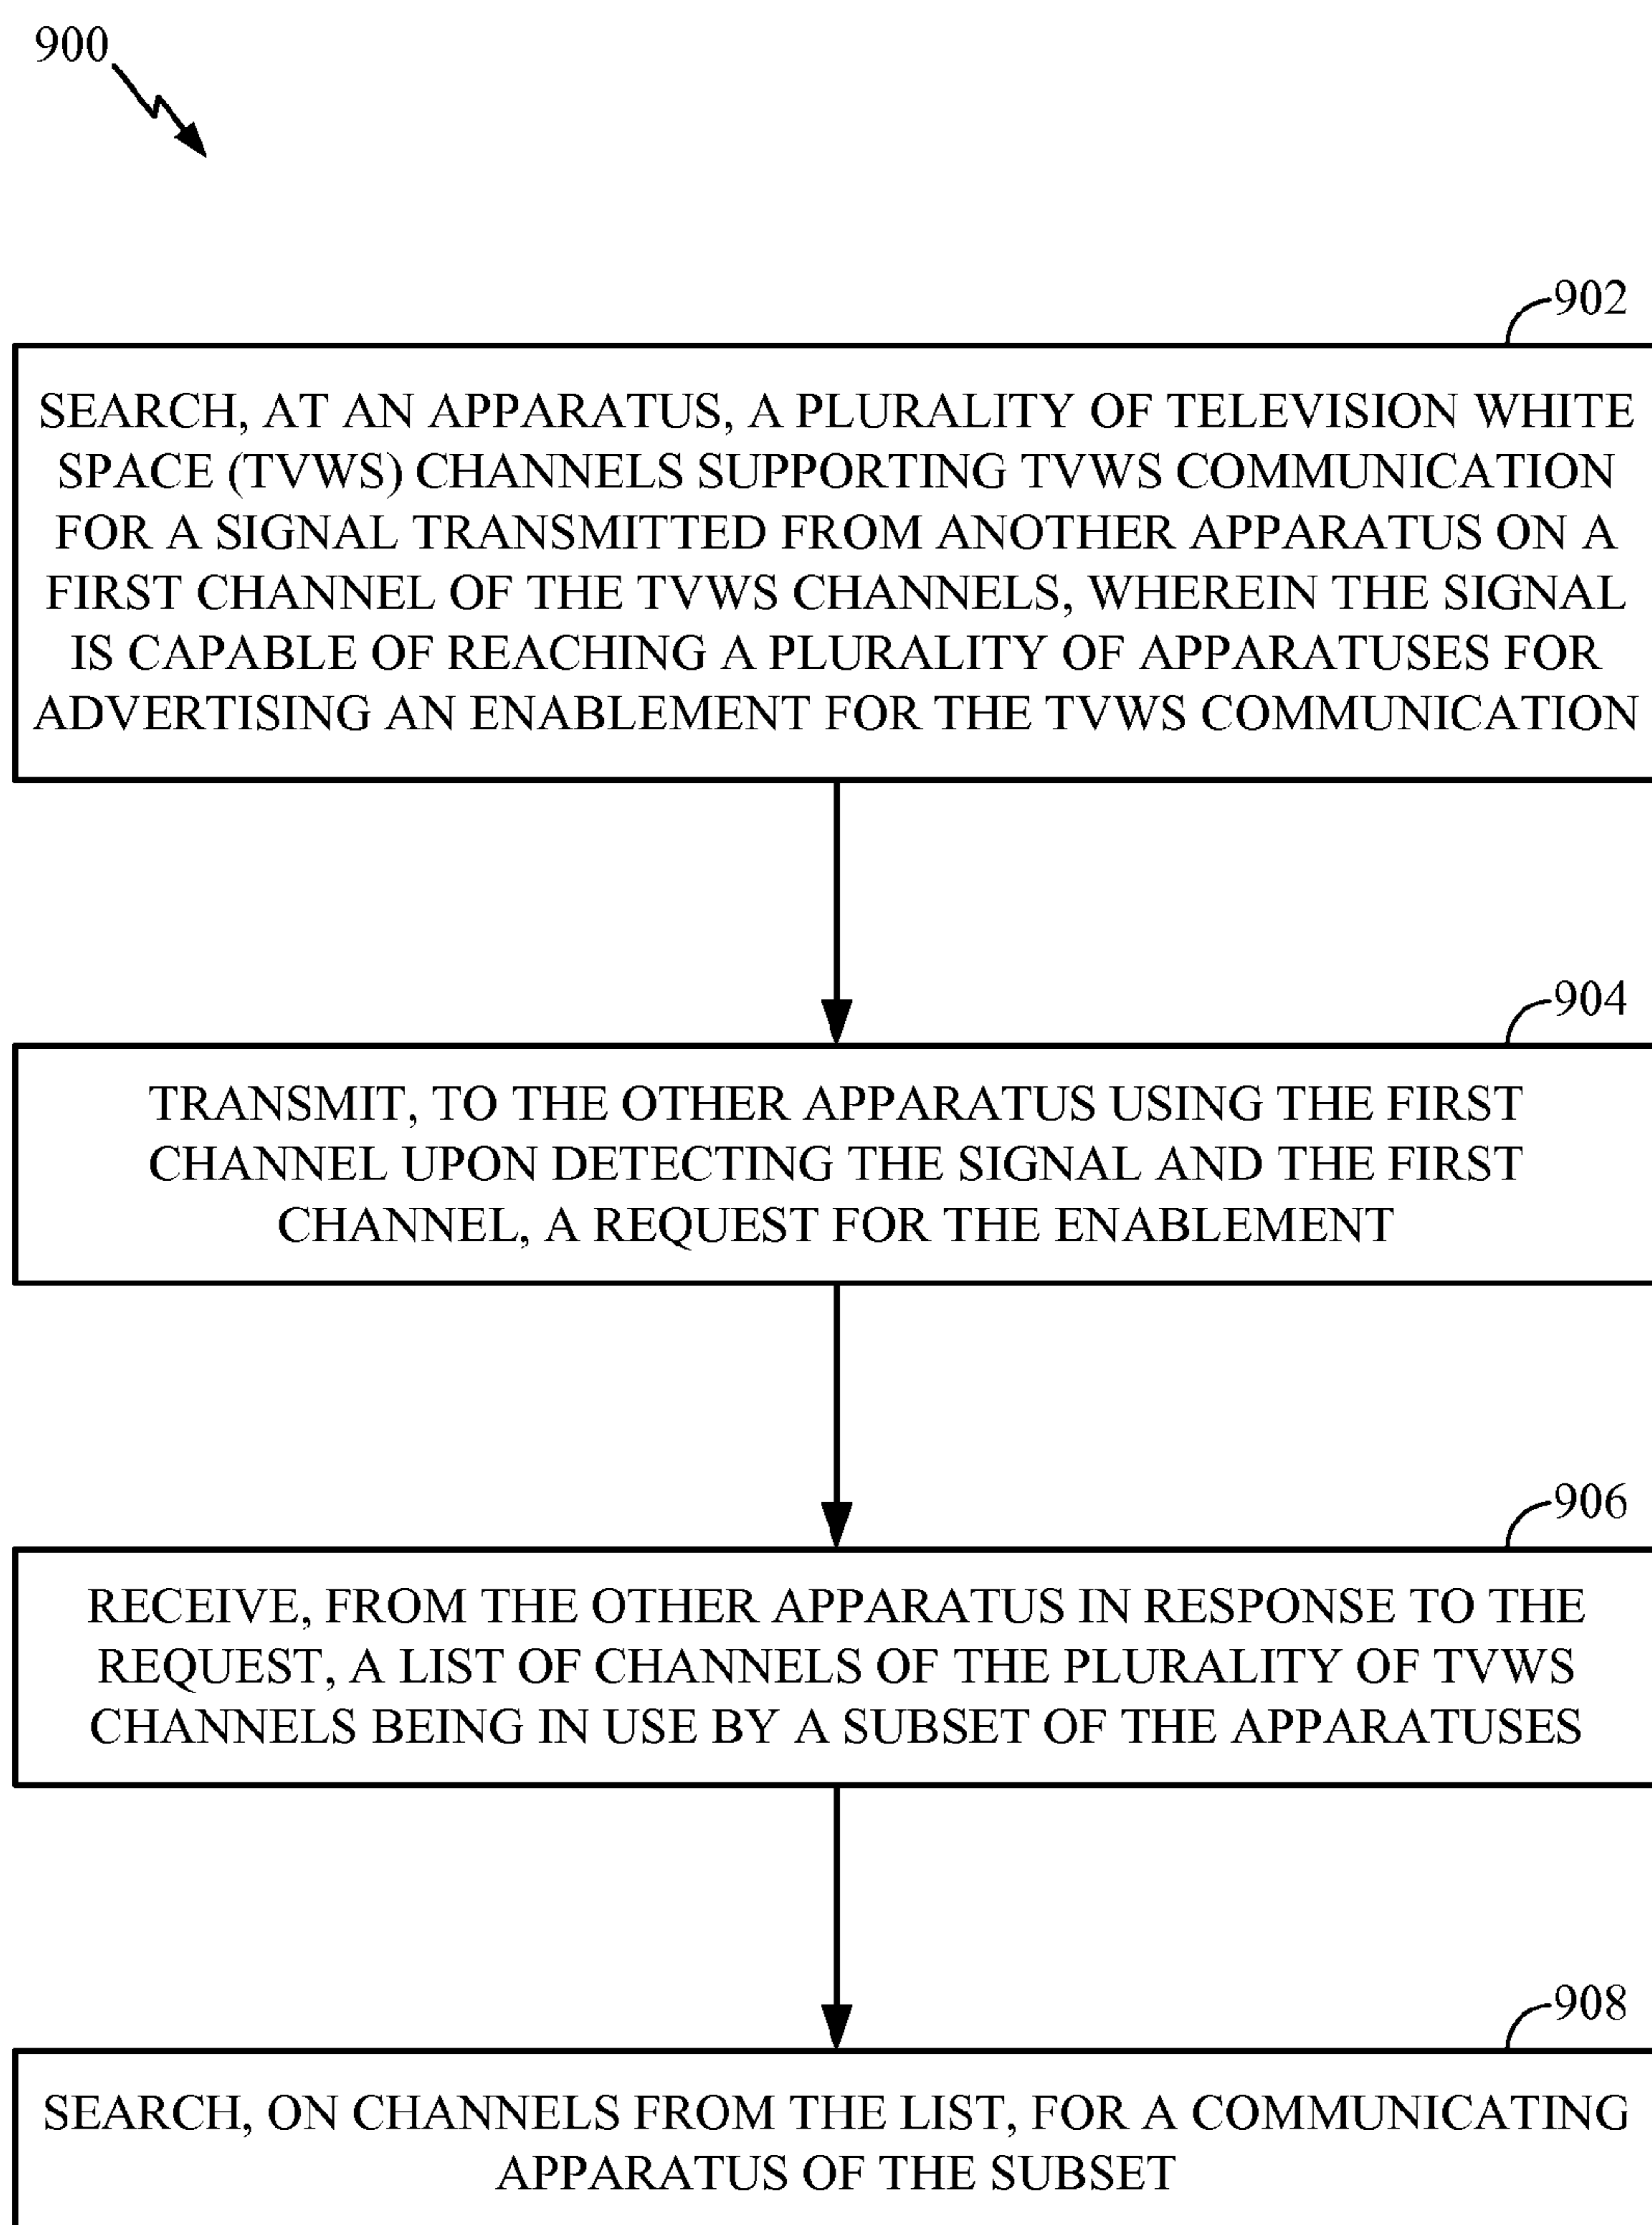 900
902
SEARCH, AT AN APPARATUS, A PLURALITY OF TELEVISION WHITE
SPACE (TVWS) CHANNELS SUPPORTING TVWS COMMUNICATION
FOR A SIGNAL TRANSMITTED FROM ANOTHER APPARATUS ON A
FIRST CHANNEL OF THE TVWS CHANNELS, WHEREIN THE SIGNAL
IS CAPABLE OF REACHING A PLURALITY OF APPARATUSES FOR
ADVERTISING AN ENABLEMENT FOR THE TVWS COMMUNICATION
904
TRANSMIT, TO THE OTHER APPARATUS USING THE FIRST
CHANNEL UPON DETECTING THE SIGNAL AND THE FIRST
CHANNEL, A REQUEST FOR THE ENABLEMENT
906
RECEIVE, FROM THE OTHER APPARATUS IN RESPONSE TO THE
REQUEST, A LIST OF CHANNELS OF THE PLURALITY OF TVWS
CHANNELS BEING IN USE BY A SUBSET OF THE APPARATUSES
908
SEARCH, ON CHANNELS FROM THE LIST, FOR A COMMUNICATING
APPARATUS OF THE SUBSET